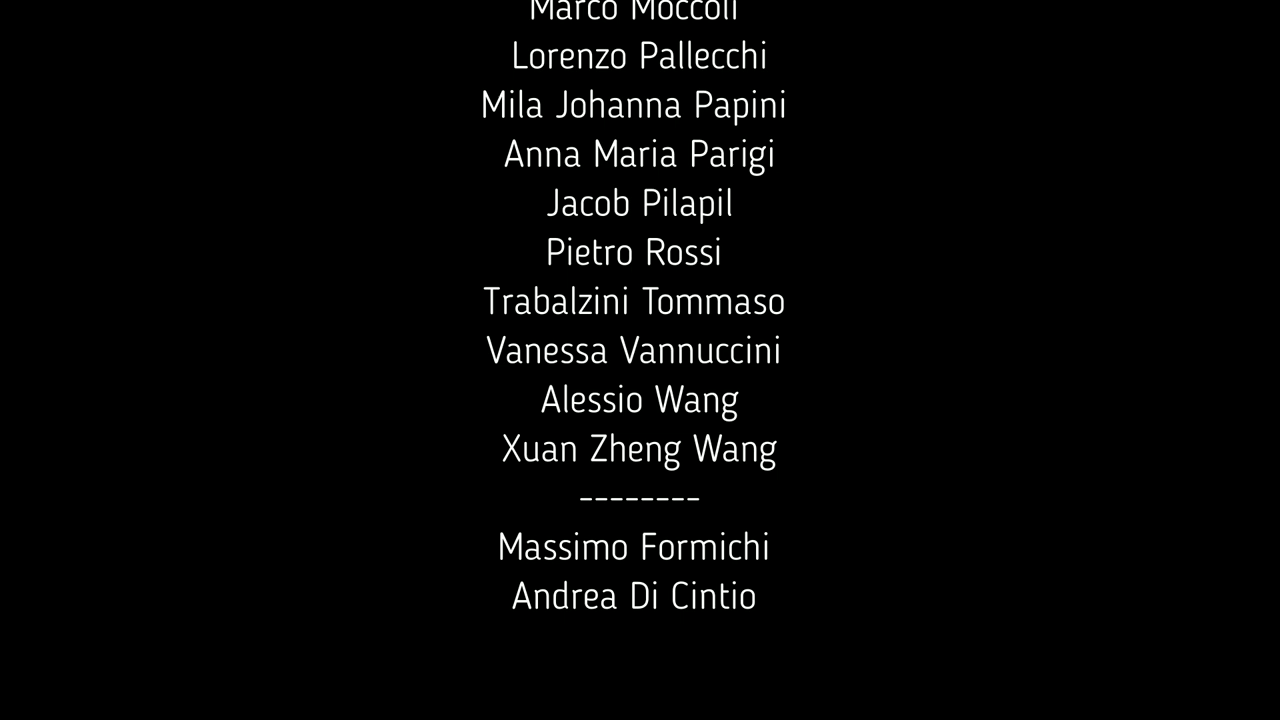 Marco Moccoli
Lorenzo Pallecchi
Mila Johanna Papini
Anna Maria Parigi
Jacob Pilapil
Pietro Rossi
Trabalzini Tommaso
Vanessa Vannuccini
Alessio Wang
Xuan Zheng Wang
--------
Massimo Formichi
Andrea Di Cintio